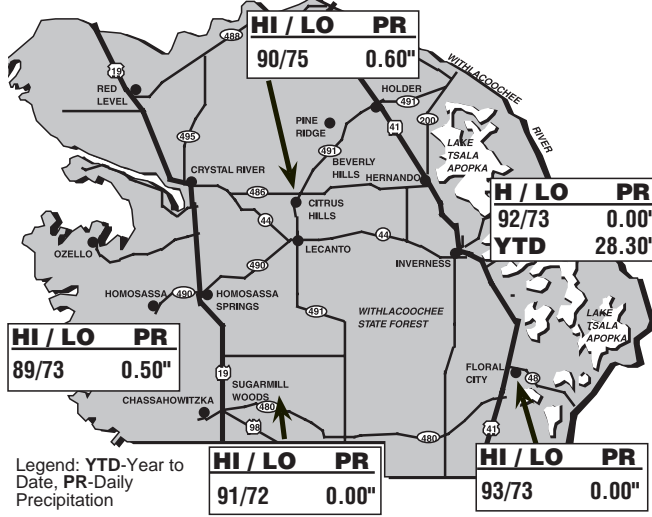 HI / LO PR
90/75 0.60"
488
19
RED
LEVEL
WITHLACOOCHEE
RIVER
HOLDER
491
PINE
RIDGE
41
200
495
491
BEVERLY
HILLS
LAKE
TSALA
APOPKA
CRYSTAL RIVER
HERNANDO
486
CITRUS
HILLS
H / LO PR
92/73 0.00"
YTD 28.30"
44
44
OZELLO
LECANTO
INVERNESS
490
HOMOSASSA
490
HOMOSASSA
SPRINGS
491
WITHLACOOCHEE
STATE FOREST
LAKE
TSALA
APOPKA
HI / LO PR
89/73 0.50"
19
SUGARMILL
WOODS
FLORAL
CITY
48
CHASSAHOWITZKA
480
98
480
41
Legend: YTD-Year to
Date, PR-Daily
Precipitation
HI / LO PR
91/72 0.00"
HI / LO PR
93/73 0.00"